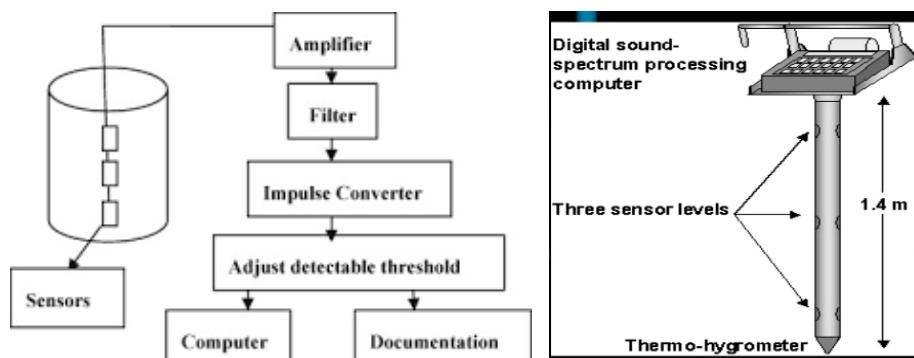 Amplifier
Filter
Impulse Converter
Adjust detectable threshold
Sensors
Computer
Documentation
Digital sound-
spectrum processing
computer
Three sensor levels
1.4 m
Thermo-hygrometer